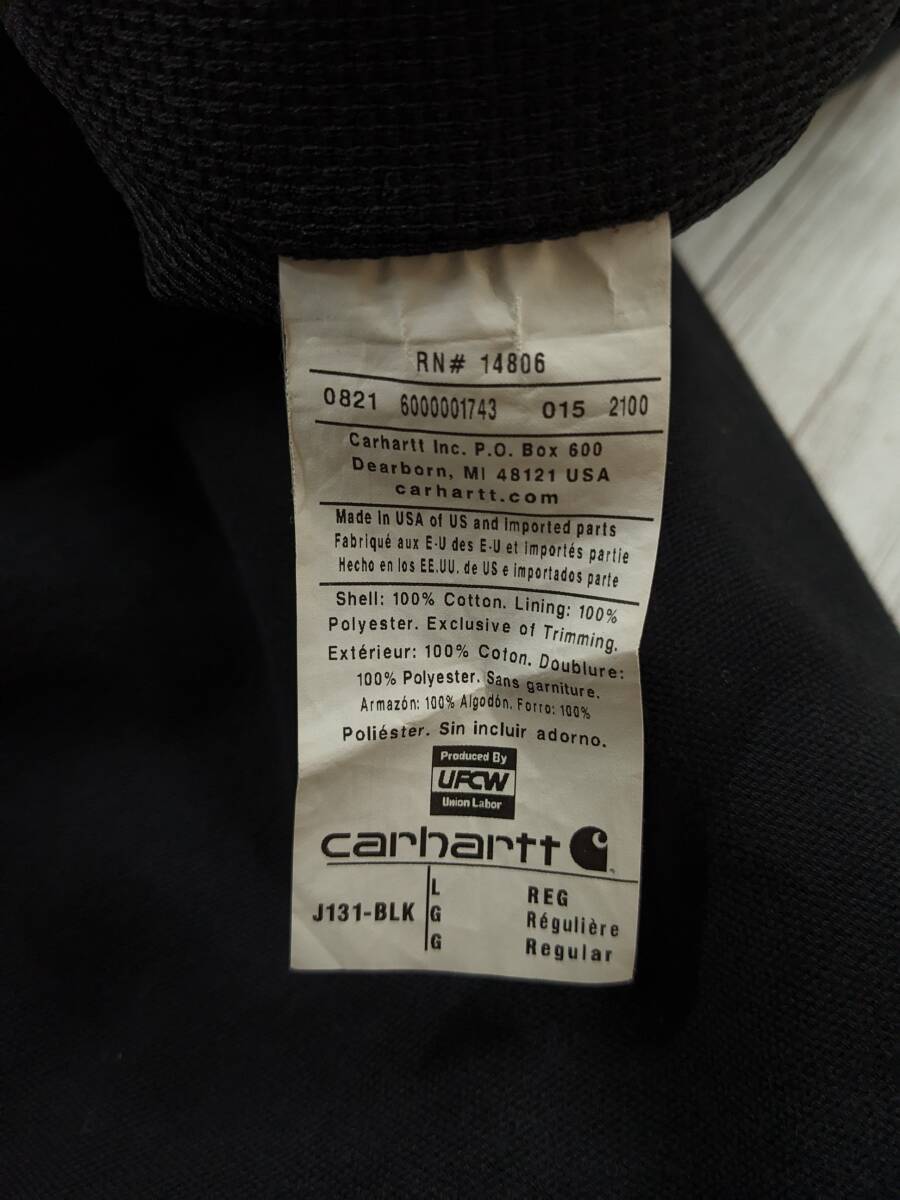 RN# 14806
0821 6000001743 015 2100
Carhartt Inc. P.O. Box 600
Dearborn, MI 48121 USA
carhartt.com
Made in USA of US and imported parts
Fabriqué aux E-U des E-U et importés partie
Hecho en los EE.UU. de US e importados parte
Shell: 100% Cotton. Lining: 100%
Polyester. Exclusive of Trimming.
Extérieur: 100% Coton. Doublure:
100% Polyester. Sans garniture.
Armazón: 100% Algodón. Forro: 100%
Poliéster. Sin incluir adorno.
Produced By
UFCW
Union Labor
carhartt
L REG
J131-BLK G Régulière
G Regular